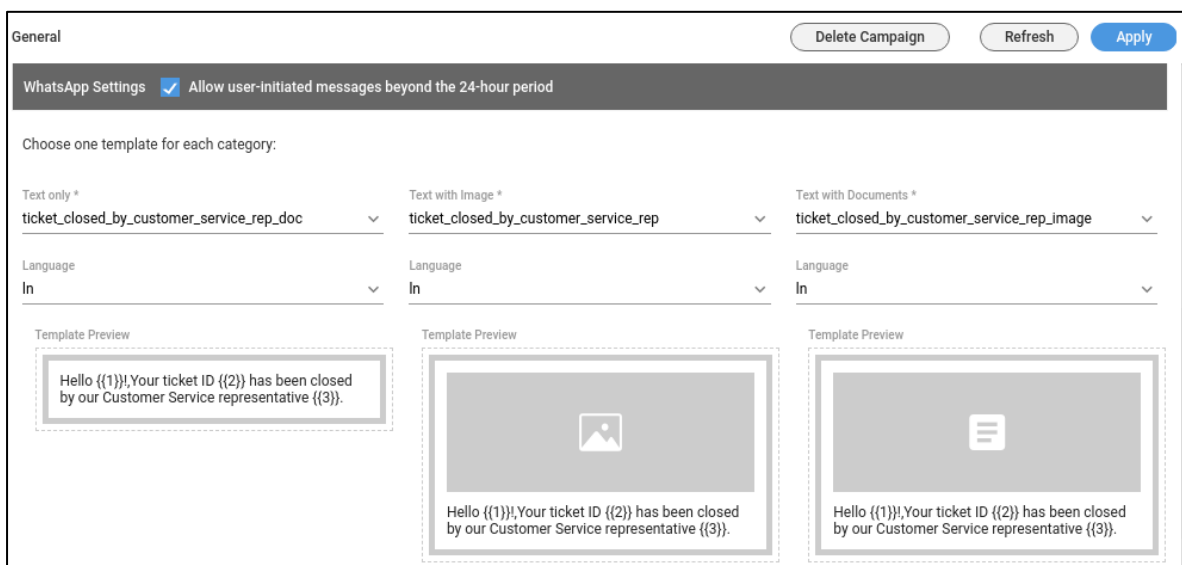 General
Delete Campaign
Refresh
Apply
WhatsApp Settings
Allow user-initiated messages beyond the 24-hour period
Choose one template for each category:
Text only *
ticket_closed_by_customer_service_rep_doc
Language
In
Template Preview
Hello {{1}}!,Your ticket ID {{2}} has been closed
by our Customer Service representative {{3}}.
Text with Image *
ticket_closed_by_customer_service_rep
Language
In
Template Preview
Hello {{1}}!,Your ticket ID {{2}} has been closed
by our Customer Service representative {{3}}.
Text with Documents *
ticket_closed_by_customer_service_rep_image
Language
In
Template Preview
Hello {{1}}!,Your ticket ID {{2}} has been closed
by our Customer Service representative {{3}}.